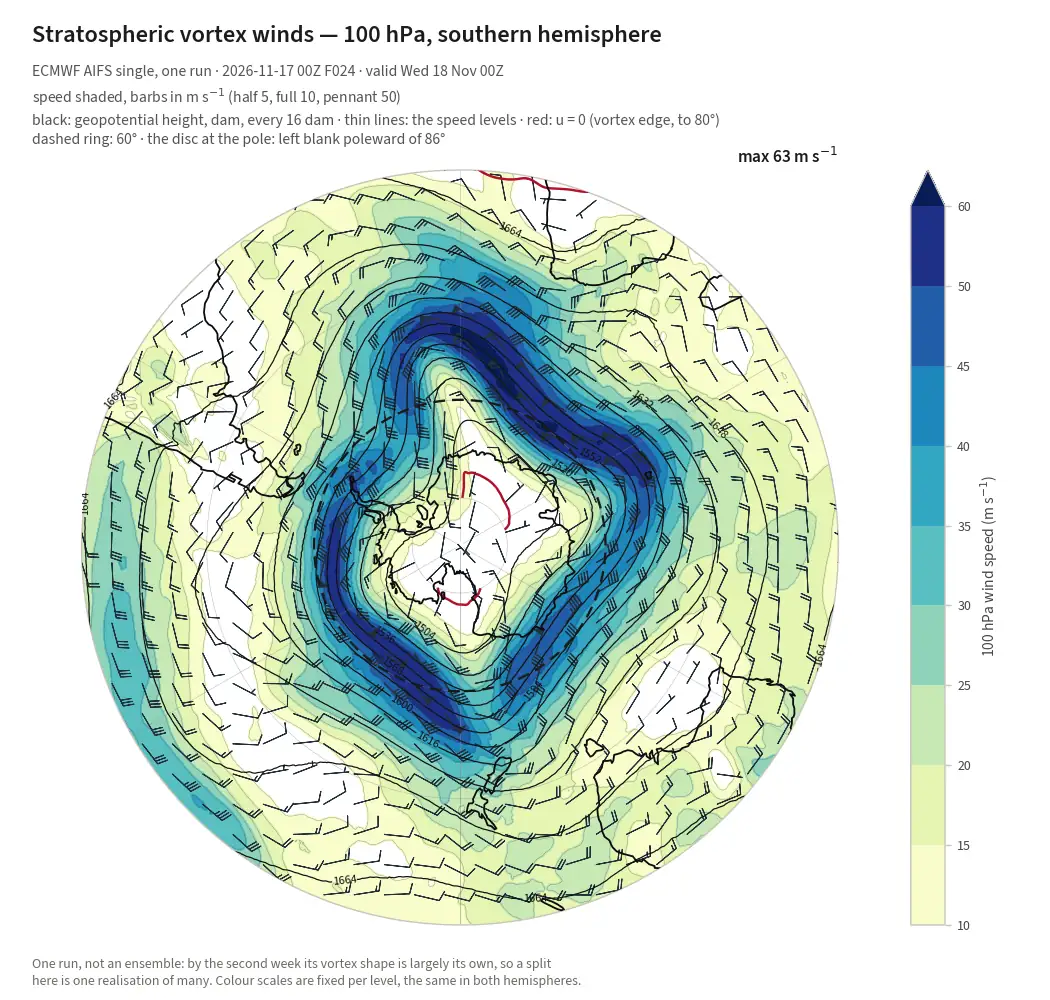 Stratospheric vortex winds — 100 hPa, southern hemisphere
ECMWF AIFS single, one run · 2026-11-17 00Z F024 · valid Wed 18 Nov 00Z
speed shaded, barbs in m s⁻¹ (half 5, full 10, pennant 50)
black: geopotential height, dam, every 16 dam · thin lines: the speed levels · red: u = 0 (vortex edge, to 80°)
dashed ring: 60° · the disc at the pole: left blank poleward of 86°
max 63 m s⁻¹
1664
1664
1632
1648
1552
1520
1664
1504
1536
1568
1584
1600
1616
1664
1664
1664
60
50
45
40
35
30
25
20
15
10
100 hPa wind speed (m s⁻¹)
One run, not an ensemble: by the second week its vortex shape is largely its own, so a split
here is one realisation of many. Colour scales are fixed per level, the same in both hemispheres.